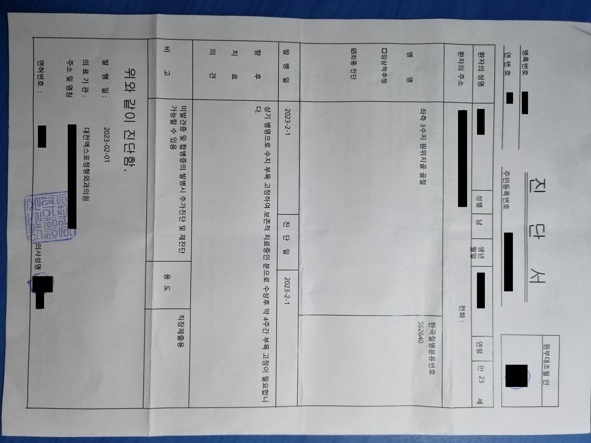 병록번호
연 번 호
진 단 서
주민등록번호
원부대조필 인
환자의 성명
성별
남
생년
월일
연령
만 23 세
환자의 주소
전화 :
병 명
□임상적추정
☑최종 진단
좌측 3수지 원위지골 골절
한국질병분류번호
S62640
발 병 일
2023-2-1
진 단 일
2023-2-1
향 후
치 료
의 견
상기 병명으로 수지 부목 고정하여 보존적 치료중인 분으로 수상후 약 4주간 부목 고정이 필요합니
다.
비 고
미발견증 및 합병증의 발병시 추가진단 및 재진단
가능할 수 있음
용 도
직장제출용
위와 같이 진단함.
발 행 일 : 2023-02-01
의료기관 : 대전엑스포정형외과의원
주소 및 명칭
면허번호 :
의사성명